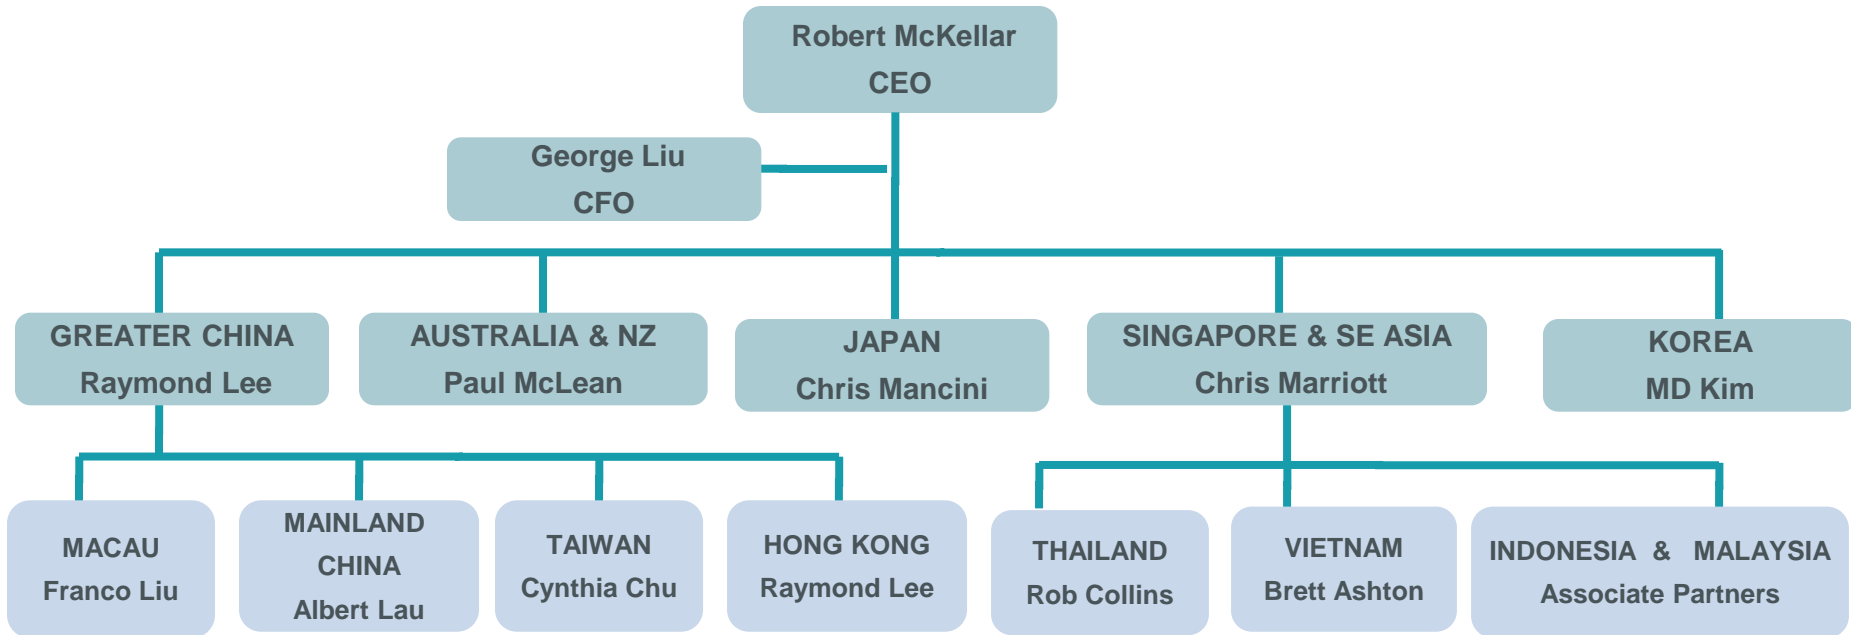 Robert McKellar
CEO
George Liu
CFO
GREATER CHINA
Raymond Lee
AUSTRALIA & NZ
Paul McLean
JAPAN
Chris Mancini
SINGAPORE & SE ASIA
Chris Marriott
KOREA
MD Kim
MACAU
Franco Liu
MAINLAND
CHINA
Albert Lau
TAIWAN
Cynthia Chu
HONG KONG
Raymond Lee
THAILAND
Rob Collins
VIETNAM
Brett Ashton
INDONESIA & MALAYSIA
Associate Partners